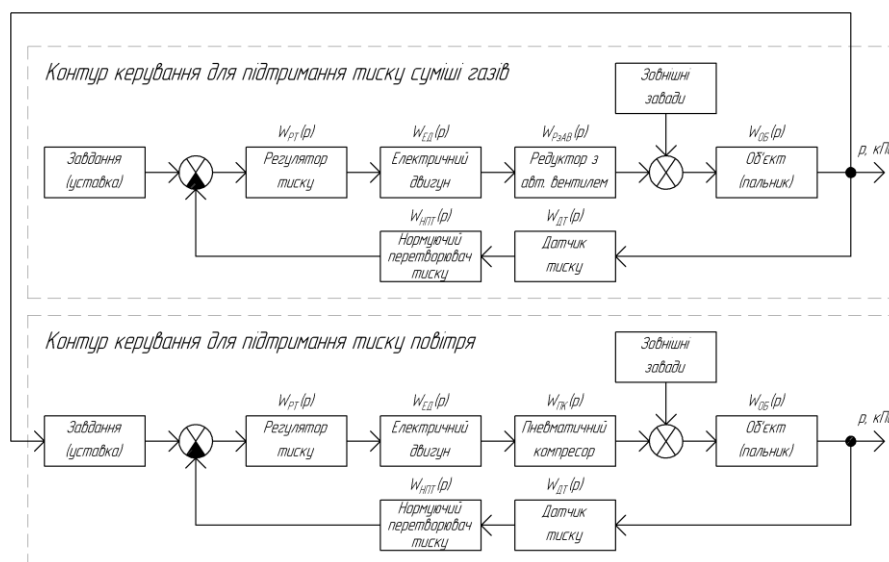 Контур керування для підтримання тиску суміші газів
Зовнішні
завади
W_РТ(р)
W_ЕД(р)
W_РзАВ(р)
W_ОБ(р)
р, кПа
Завдання
(уставка)
Регулятор
тиску
Електричний
двигун
Редуктор з
авт. вентилем
Об'єкт
(пальник)
W_НПТ(р)
W_ДТ(р)
Нормуючий
перетворювач
тиску
Датчик
тиску
Контур керування для підтримання тиску повітря
Зовнішні
завади
W_РТ(р)
W_ЕД(р)
W_ПК(р)
W_ОБ(р)
р, кПа
Завдання
(уставка)
Регулятор
тиску
Електричний
двигун
Пневматичний
компресор
Об'єкт
(пальник)
W_НПТ(р)
W_ДТ(р)
Нормуючий
перетворювач
тиску
Датчик
тиску